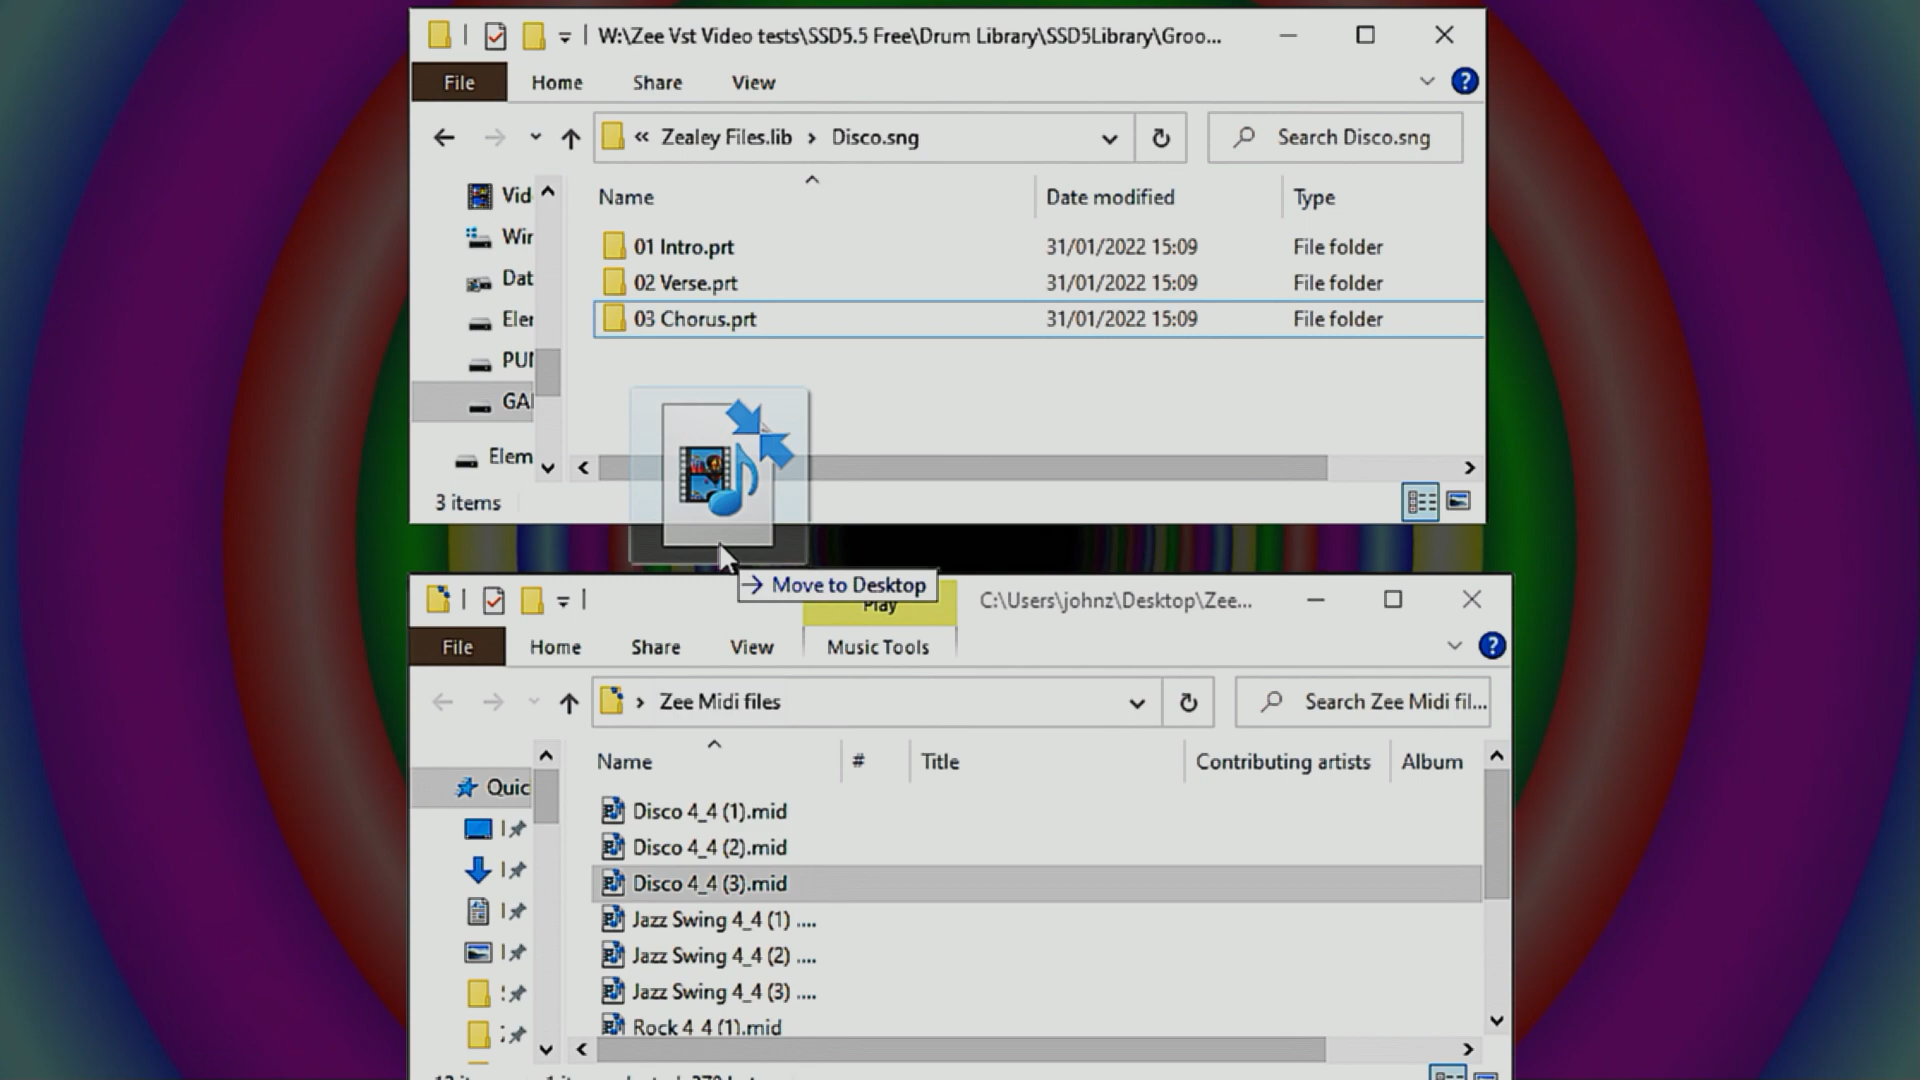 W:\Zee Vst Video tests\SSD5.5 Free\Drum Library\SSD5Library\Groo...
File Home Share View
« Zealey Files.lib › Disco.sng
Search Disco.sng
Vid
Name Date modified Type
Wir
01 Intro.prt 31/01/2022 15:09 File folder
Dat
02 Verse.prt 31/01/2022 15:09 File folder
Eler
03 Chorus.prt 31/01/2022 15:09 File folder
PUI
GAI
Elem
3 items
→ Move to Desktop
Play
C:\Users\johnz\Desktop\Zee...
File Home Share View Music Tools
› Zee Midi files
Search Zee Midi fil...
Name # Title Contributing artists Album
Quic
Disco 4_4 (1).mid
Disco 4_4 (2).mid
Disco 4_4 (3).mid
Jazz Swing 4_4 (1) ....
Jazz Swing 4_4 (2) ....
Jazz Swing 4_4 (3) ....
Rock 4_4 (1).mid